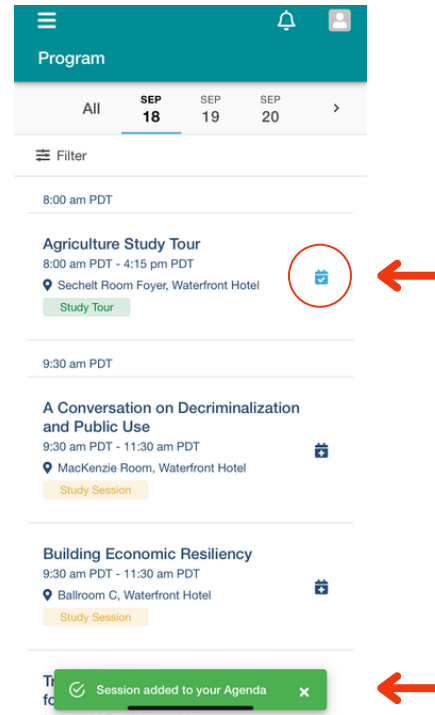 Program
All
SEP
18
SEP
19
SEP
20
Filter
8:00 am PDT
Agriculture Study Tour
8:00 am PDT - 4:15 pm PDT
Sechelt Room Foyer, Waterfront Hotel
Study Tour
9:30 am PDT
A Conversation on Decriminalization
and Public Use
9:30 am PDT - 11:30 am PDT
MacKenzie Room, Waterfront Hotel
Study Session
Building Economic Resiliency
9:30 am PDT - 11:30 am PDT
Ballroom C, Waterfront Hotel
Study Session
Session added to your Agenda